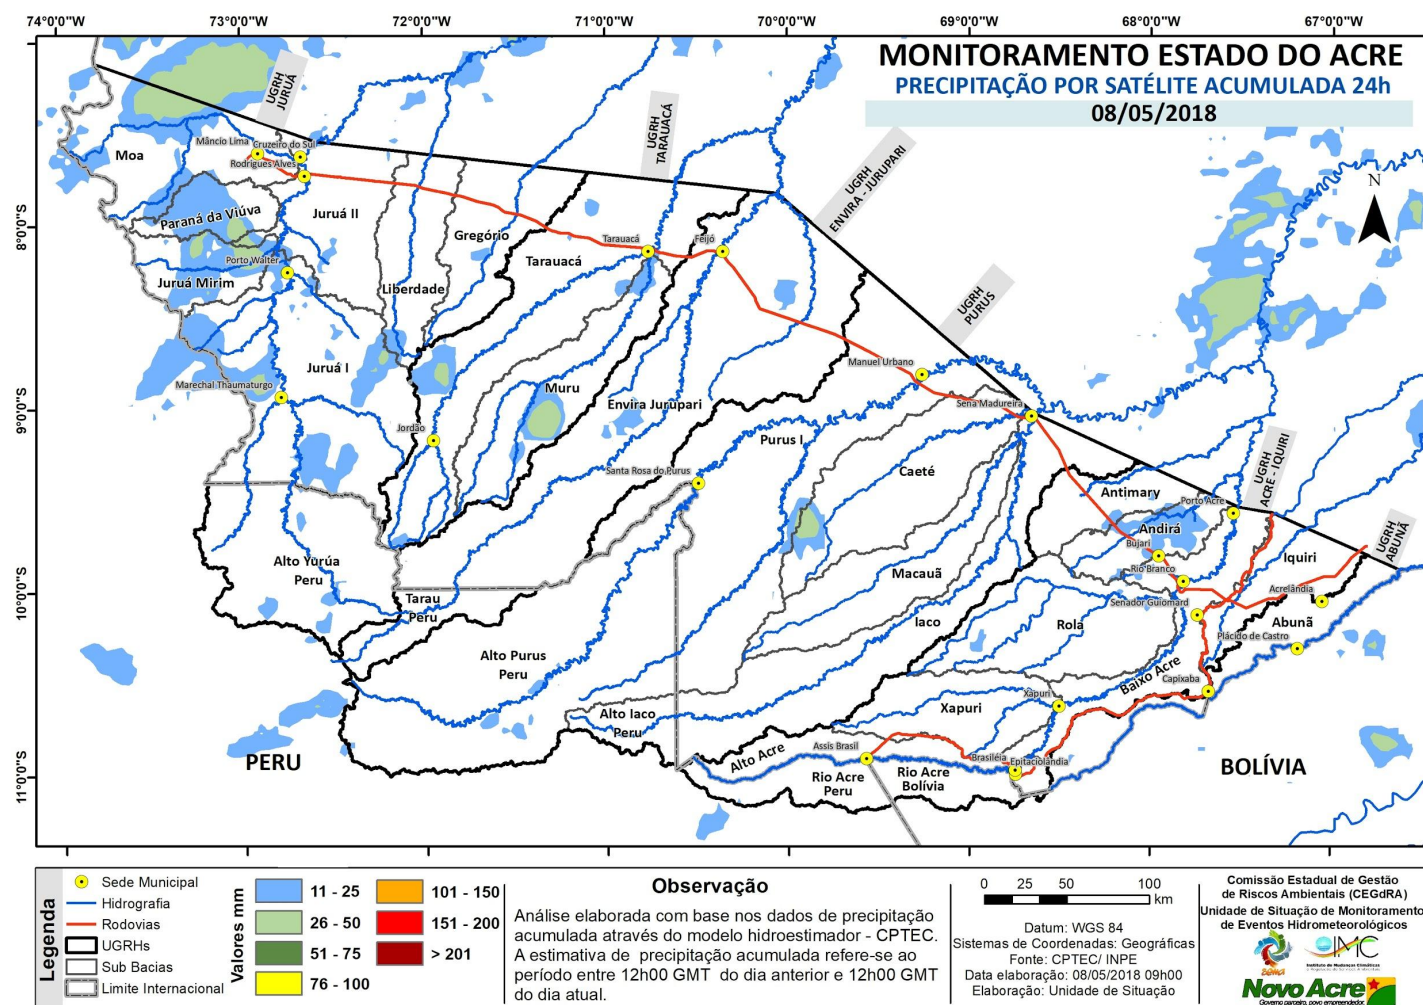 74°0'0"W 73°0'0"W 72°0'0"W 71°0'0"W 70°0'0"W 69°0'0"W 68°0'0"W 67°0'0"W
MONITORAMENTO ESTADO DO ACRE
PRECIPITAÇÃO POR SATÉLITE ACUMULADA 24h
08/05/2018
UGRH
JURUÁ
UGRH
TARAUACÁ
UGRH
ENVIRA - JURUPARI
UGRH
PURUS
UGRH
ACRE - IQUIRI
UGRH
ABUNÃ
N
8°0'0"S
9°0'0"S
10°0'0"S
11°0'0"S
Mâncio Lima
Cruzeiro do Sul
Moa
Rodrigues Alves
Paraná da Viúva
Juruá II
Gregório
Tarauacá
Feijó
Tarauacá
Porto Walter
Juruá Mirim
Liberdade
Juruá I
Manuel Urbano
Marechal Thaumaturgo
Muru
Envira Jurupari
Sena Madureira
Jordão
Purus I
Santa Rosa do Purus
Caeté
Antimary
Porto Acre
Andirá
Bujari
Iquiri
Alto Yurúa
Peru
Macauã
Rio Branco
Acrelândia
Tarau
Peru
Senador Guiomard
Iaco
Rola
Abunã
Plácido de Castro
Alto Purus
Peru
Baixo Acre
Capixaba
Xapuri
Xapuri
Alto Iaco
Peru
Assis Brasil
Alto Acre
Brasiléia
Epitaciolândia
PERU
Rio Acre
Peru
Rio Acre
Bolívia
BOLÍVIA
Legenda
Sede Municipal
Hidrografia
Rodovias
UGRHs
Sub Bacias
Limite Internacional
Valores mm
11 - 25
26 - 50
51 - 75
76 - 100
101 - 150
151 - 200
> 201
Observação
Análise elaborada com base nos dados de precipitação
acumulada através do modelo hidroestimador - CPTEC.
A estimativa de precipitação acumulada refere-se ao
período entre 12h00 GMT do dia anterior e 12h00 GMT
do dia atual.
0 25 50 100
km
Datum: WGS 84
Sistemas de Coordenadas: Geográficas
Fonte: CPTEC/ INPE
Data elaboração: 08/05/2018 09h00
Elaboração: Unidade de Situação
Comissão Estadual de Gestão
de Riscos Ambientais (CEGdRA)
Unidade de Situação de Monitoramento
de Eventos Hidrometeorológicos
IMC
Instituto de Mudanças Climáticas
Novo Acre
Governo parceiro, povo empreendedor.